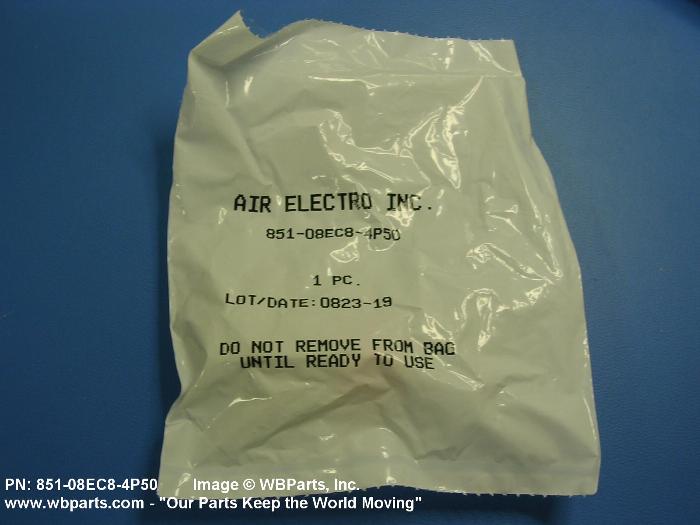 AIR ELECTRO INC.
851-08EC8-4P50
1 PC.
LOT/DATE:0823-19
DO NOT REMOVE FROM BAG
UNTIL READY TO USE
PN: 851-08EC8-4P50 Image © WBParts, Inc.
www.wbparts.com - "Our Parts Keep the World Moving"